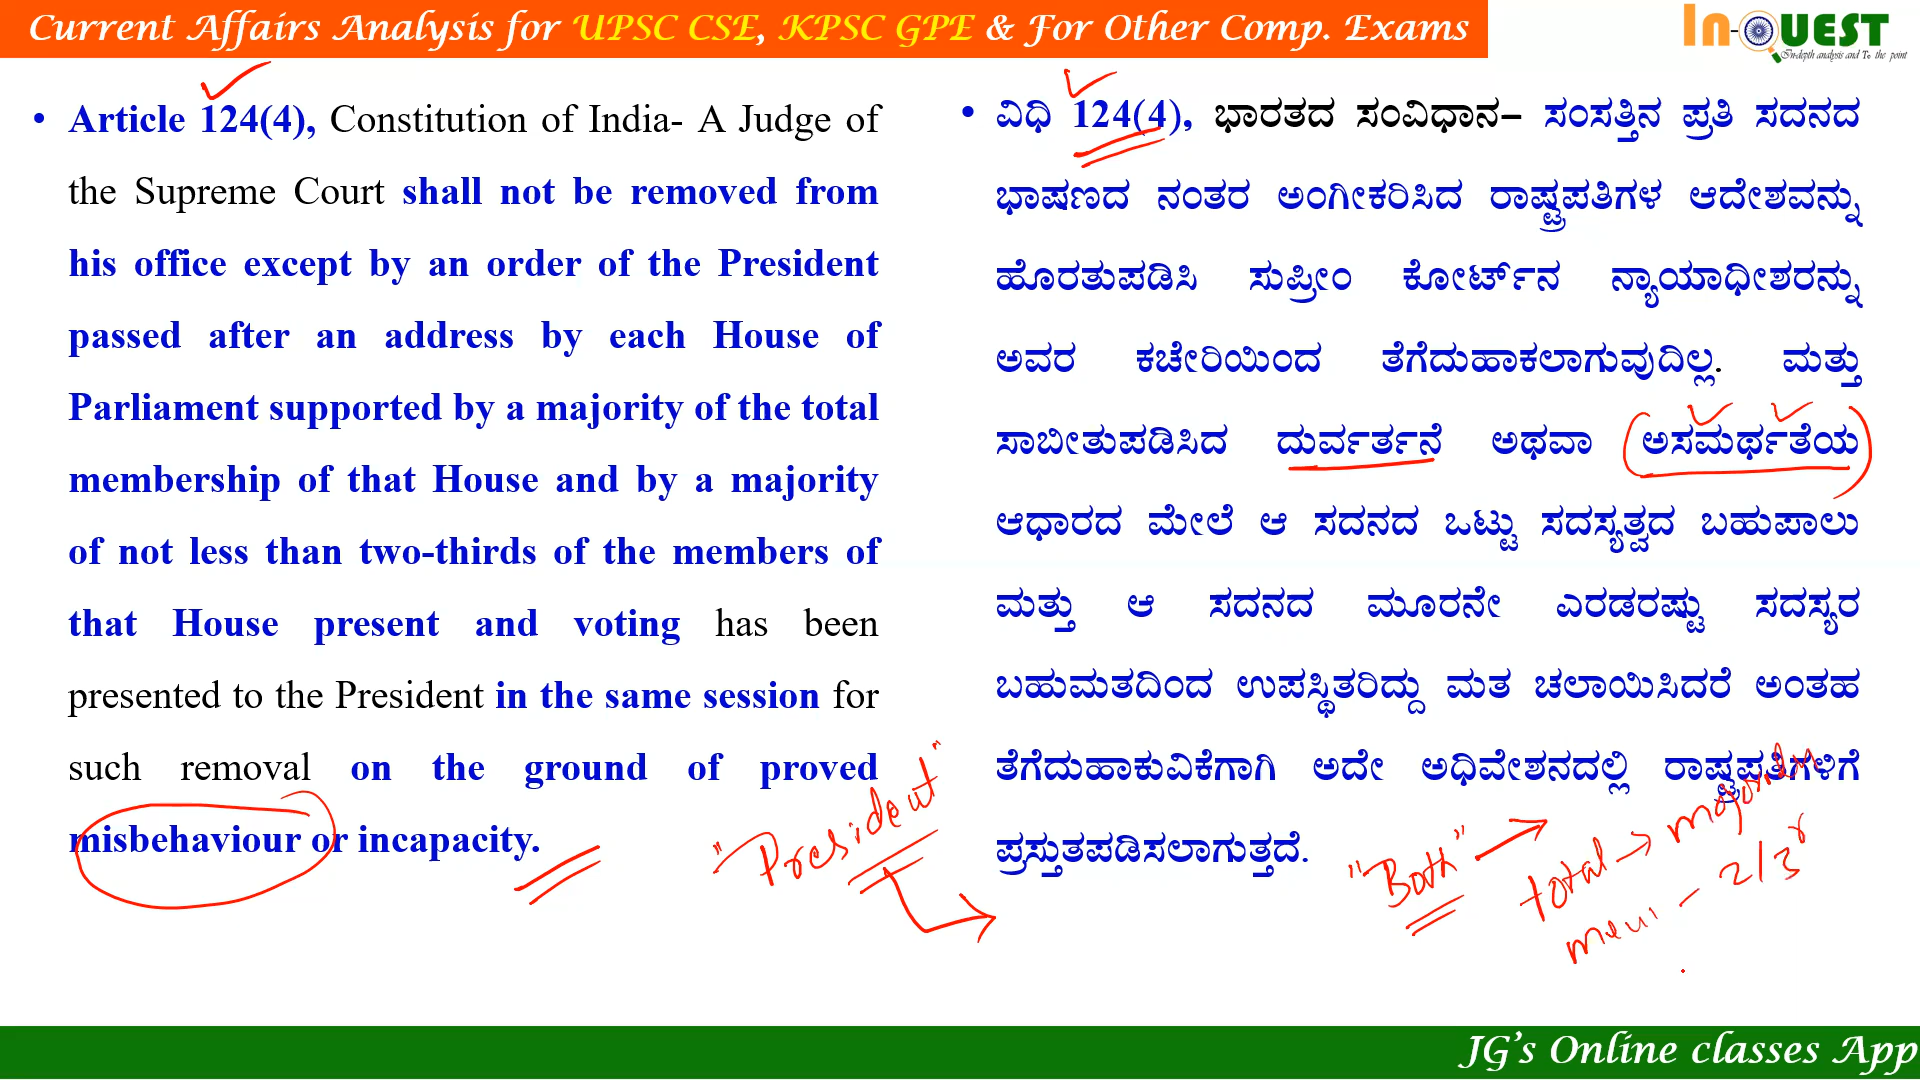 Current Affairs Analysis for UPSC CSE, KPSC GPE & For Other Comp. Exams
In-QUEST
In-depth analysis and To the point
• Article 124(4), Constitution of India- A Judge of
the Supreme Court shall not be removed from
his office except by an order of the President
passed after an address by each House of
Parliament supported by a majority of the total
membership of that House and by a majority
of not less than two-thirds of the members of
that House present and voting has been
presented to the President in the same session for
such removal on the ground of proved
misbehaviour or incapacity.
"President"
• ವಿಧಿ 124(4), ಭಾರತದ ಸಂವಿಧಾನ– ಸಂಸತ್ತಿನ ಪ್ರತಿ ಸದನದ
ಭಾಷಣದ ನಂತರ ಅಂಗೀಕರಿಸಿದ ರಾಷ್ಟ್ರಪತಿಗಳ ಆದೇಶವನ್ನು
ಹೊರತುಪಡಿಸಿ ಸುಪ್ರೀಂ ಕೋರ್ಟ್‌ನ ನ್ಯಾಯಾಧೀಶರನ್ನು
ಅವರ ಕಚೇರಿಯಿಂದ ತೆಗೆದುಹಾಕಲಾಗುವುದಿಲ್ಲ. ಮತ್ತು
ಸಾಬೀತುಪಡಿಸಿದ ದುರ್ವರ್ತನೆ ಅಥವಾ ಅಸಮರ್ಥತೆಯ
ಆಧಾರದ ಮೇಲೆ ಆ ಸದನದ ಒಟ್ಟು ಸದಸ್ಯತ್ವದ ಬಹುಪಾಲು
ಮತ್ತು ಆ ಸದನದ ಮೂರನೇ ಎರಡರಷ್ಟು ಸದಸ್ಯರ
ಬಹುಮತದಿಂದ ಉಪಸ್ಥಿತರಿದ್ದು ಮತ ಚಲಾಯಿಸಿದರೆ ಅಂತಹ
ತೆಗೆದುಹಾಕುವಿಕೆಗಾಗಿ ಅದೇ ಅಧಿವೇಶನದಲ್ಲಿ ರಾಷ್ಟ್ರಪತಿಗಳಿಗೆ
ಪ್ರಸ್ತುತಪಡಿಸಲಾಗುತ್ತದೆ.
"Both" → total → majority
- 2/3
JG's Online classes App